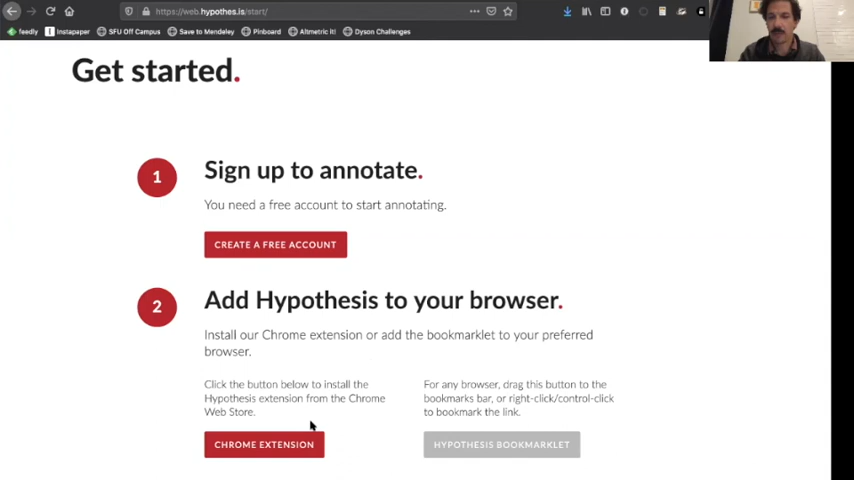 https://web.hypothes.is/start/
feedly Instapaper SFU Off Campus Save to Mendeley Pinboard Altmetric it! Dyson Challenges
Get started.
1
Sign up to annotate.
You need a free account to start annotating.
CREATE A FREE ACCOUNT
2
Add Hypothesis to your browser.
Install our Chrome extension or add the bookmarklet to your preferred
browser.
Click the button below to install the
Hypothesis extension from the Chrome
Web Store.
CHROME EXTENSION
For any browser, drag this button to the
bookmarks bar, or right-click/control-click
to bookmark the link.
HYPOTHESIS BOOKMARKLET